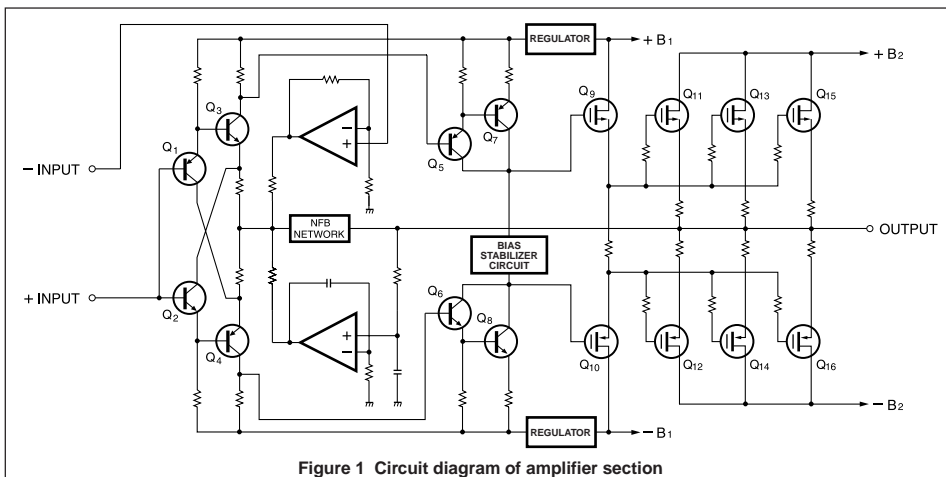 REGULATOR
+ B1
+ B2
Q3
Q9
Q11
Q13
Q15
Q1
Q7
Q5
− INPUT
NFB
NETWORK
OUTPUT
BIAS
STABILIZER
CIRCUIT
+ INPUT
Q2
Q6
Q8
Q4
Q10
Q12
Q14
Q16
− B2
REGULATOR
− B1
− +
+ −
Figure 1 Circuit diagram of amplifier section